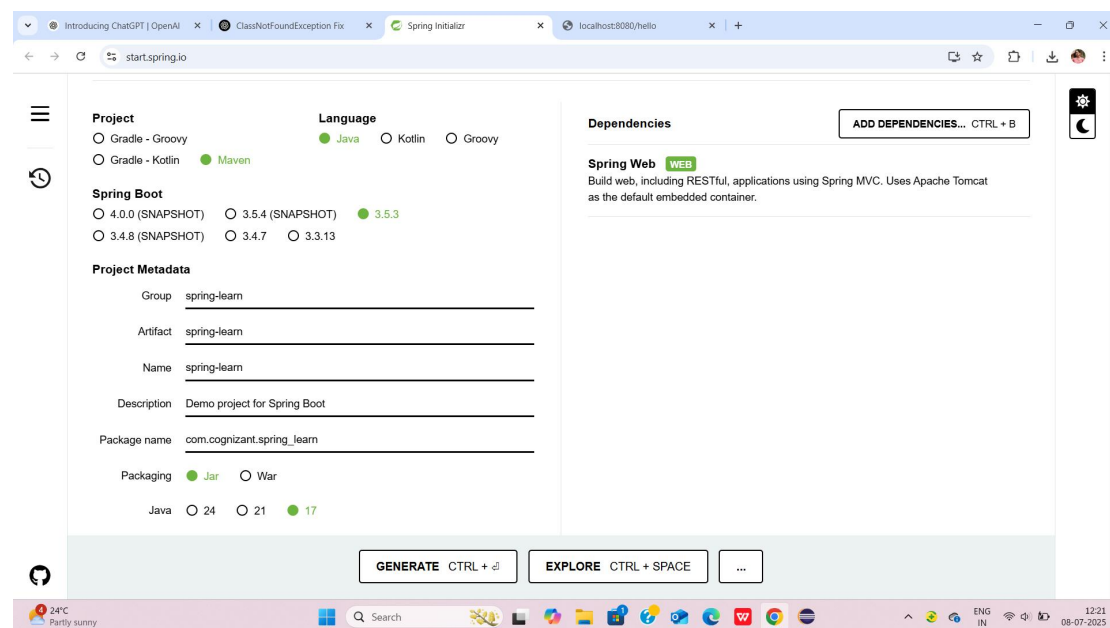 Introducing ChatGPT | OpenAI
ClassNotFoundException Fix
Spring Initializr
localhost:8080/hello
start.spring.io
Project
Gradle - Groovy
Gradle - Kotlin Maven
Language
Java Kotlin Groovy
Spring Boot
4.0.0 (SNAPSHOT) 3.5.4 (SNAPSHOT) 3.5.3
3.4.8 (SNAPSHOT) 3.4.7 3.3.13
Project Metadata
Group spring-learn
Artifact spring-learn
Name spring-learn
Description Demo project for Spring Boot
Package name com.cognizant.spring_learn
Packaging Jar War
Java 24 21 17
Dependencies
ADD DEPENDENCIES... CTRL + B
Spring Web WEB
Build web, including RESTful, applications using Spring MVC. Uses Apache Tomcat
as the default embedded container.
GENERATE CTRL + ⏎
EXPLORE CTRL + SPACE
...
4
24°C
Partly sunny
Search
W
ENG
IN
12:21
08-07-2025